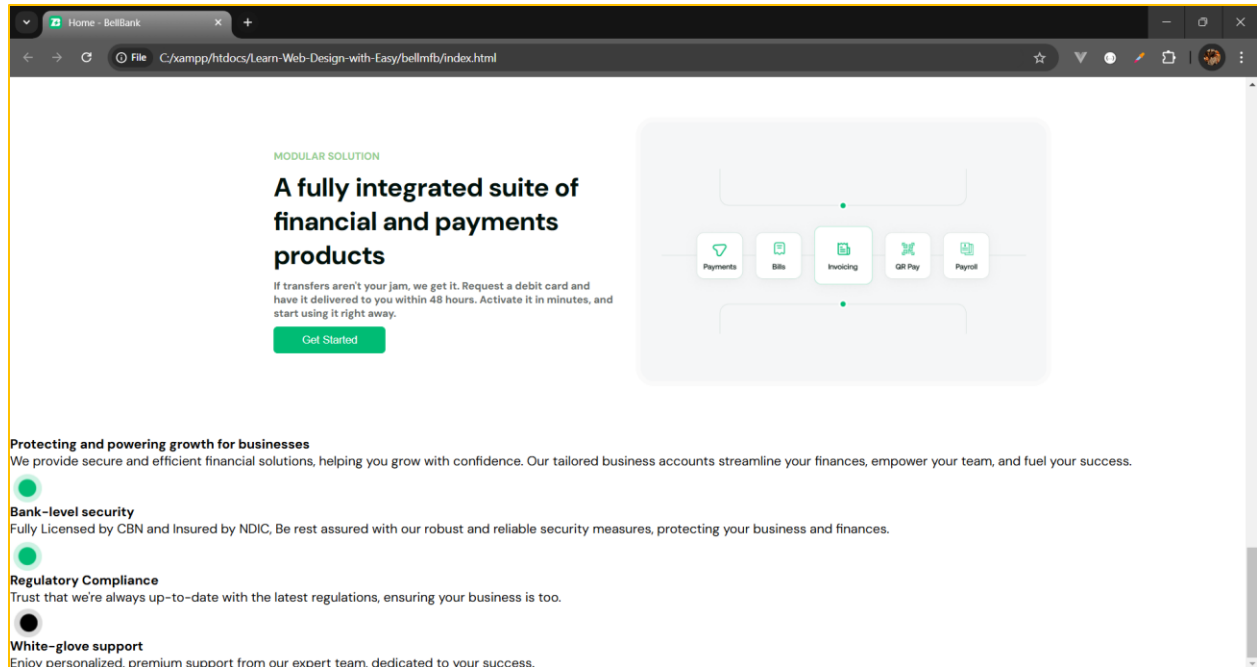 Home - BellBank
File C:/xampp/htdocs/Learn-Web-Design-with-Easy/bellmfb/index.html
MODULAR SOLUTION
A fully integrated suite of
financial and payments
products
If transfers aren't your jam, we get it. Request a debit card and
have it delivered to you within 48 hours. Activate it in minutes, and
start using it right away.
Get Started
Payments Bills Invoicing QR Pay Payroll
Protecting and powering growth for businesses
We provide secure and efficient financial solutions, helping you grow with confidence. Our tailored business accounts streamline your finances, empower your team, and fuel your success.
Bank-level security
Fully Licensed by CBN and Insured by NDIC, Be rest assured with our robust and reliable security measures, protecting your business and finances.
Regulatory Compliance
Trust that we're always up-to-date with the latest regulations, ensuring your business is too.
White-glove support
Enjoy personalized, premium support from our expert team, dedicated to your success.